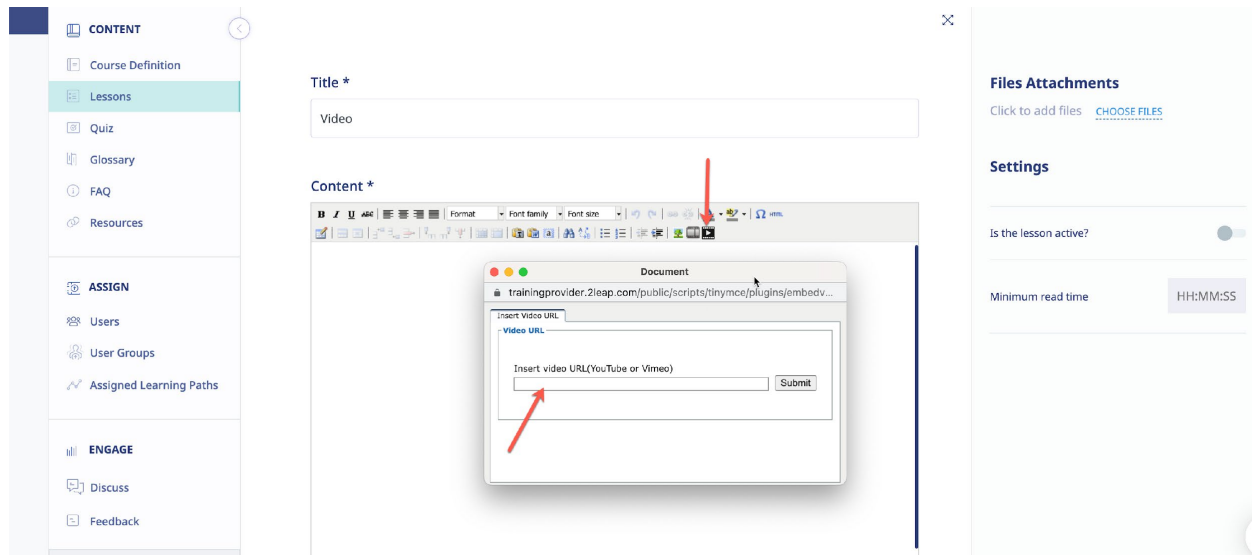 CONTENT
Course Definition
Lessons
Quiz
Glossary
FAQ
Resources
ASSIGN
Users
User Groups
Assigned Learning Paths
ENGAGE
Discuss
Feedback
Title *
Video
Content *
B I U ABC Format Font family Font size HTML
Document
trainingprovider.2leap.com/public/scripts/tinymce/plugins/embedv...
Insert Video URL
Video URL
Insert video URL(YouTube or Vimeo)
Submit
Files Attachments
Click to add files CHOOSE FILES
Settings
Is the lesson active?
Minimum read time HH:MM:SS